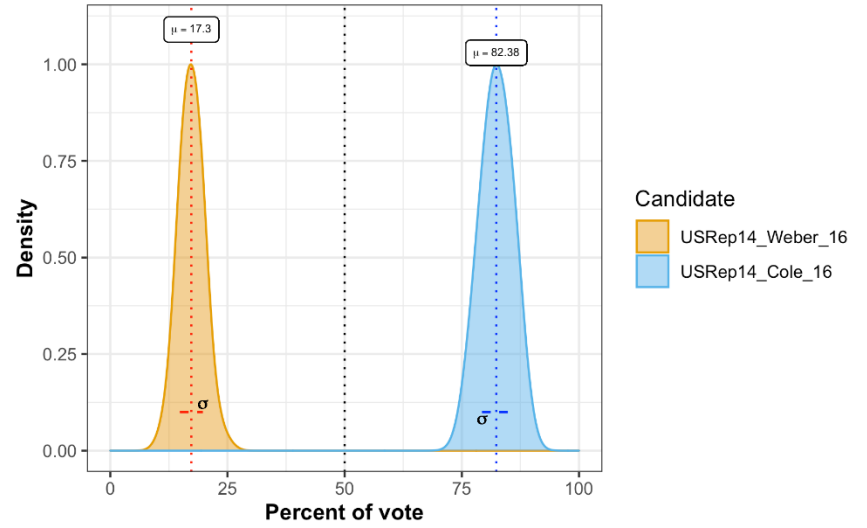 μ = 17.3
μ = 82.38
1.00
0.75
0.50
0.25
0.00
Density
σ
σ
0
25
50
75
100
Percent of vote
Candidate
USRep14_Weber_16
USRep14_Cole_16